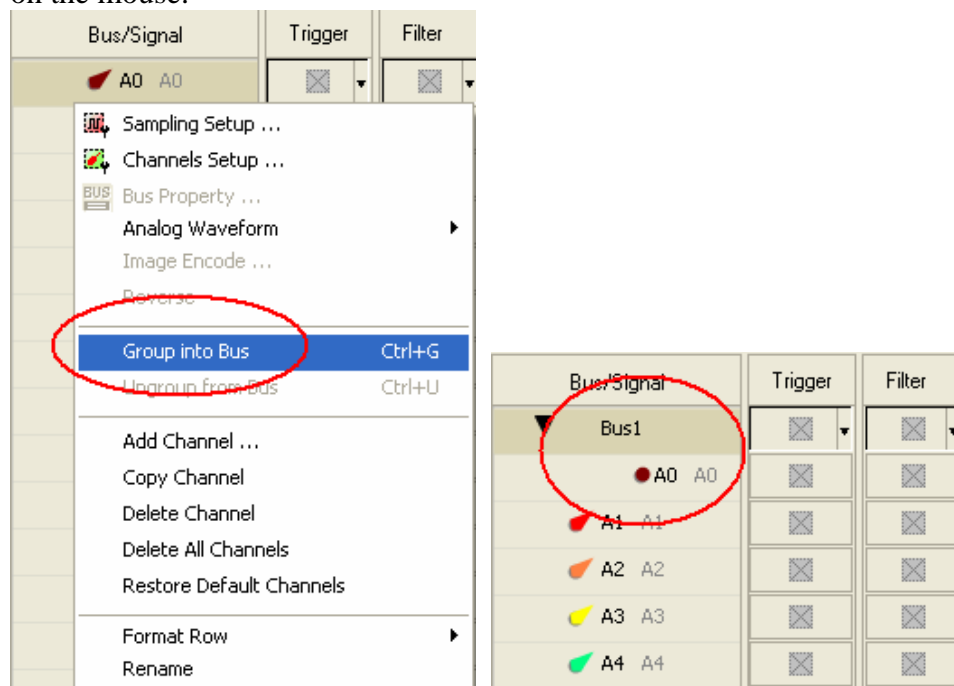 on the mouse.
Bus/Signal Trigger Filter
A0 A0
Sampling Setup ...
Channels Setup ...
BUS Bus Property ...
Analog Waveform
Image Encode ...
Reverse
Group into Bus Ctrl+G
Ungroup from Bus Ctrl+U
Add Channel ...
Copy Channel
Delete Channel
Delete All Channels
Restore Default Channels
Format Row
Rename
Bus/Signal Trigger Filter
Bus1
A0 A0
A1 A1
A2 A2
A3 A3
A4 A4